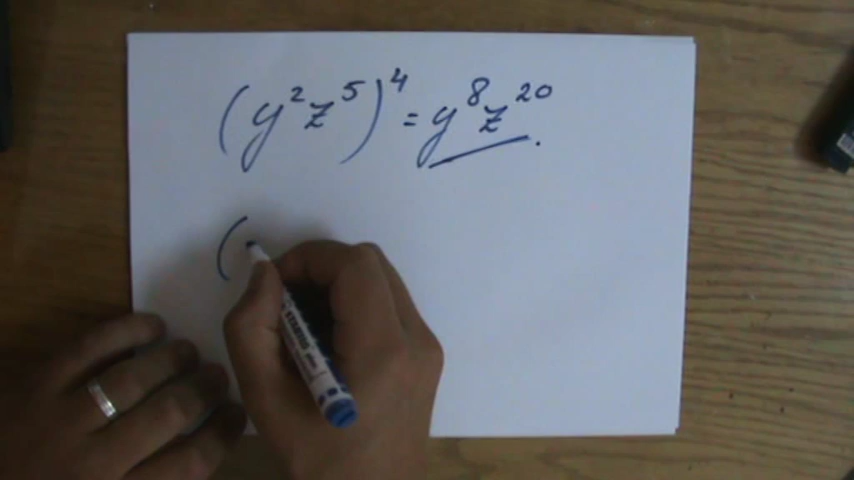 (y²z⁵)⁴ = y⁸z²⁰.
(